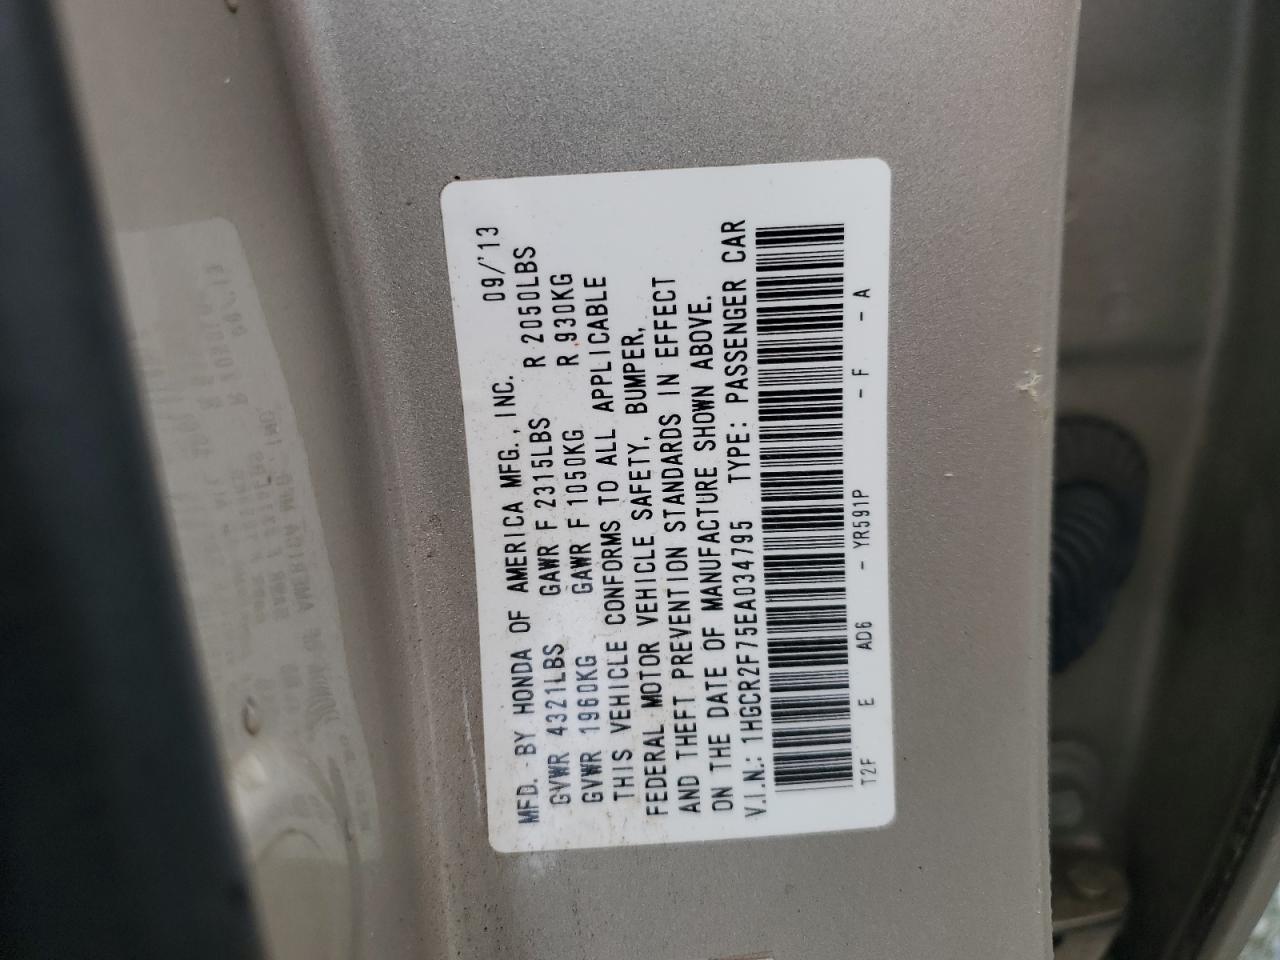 MFD. BY HONDA OF AMERICA MFG., INC. 09/'13
GVWR 4321LBS GAWR F 2315LBS R 2050LBS
GVWR 1960KG GAWR F 1050KG R 930KG
THIS VEHICLE CONFORMS TO ALL APPLICABLE
FEDERAL MOTOR VEHICLE SAFETY, BUMPER,
AND THEFT PREVENTION STANDARDS IN EFFECT
ON THE DATE OF MANUFACTURE SHOWN ABOVE.
V.I.N.: 1HGCR2F75EA034795 TYPE: PASSENGER CAR
T2F E AD6 - YR591P - F - A